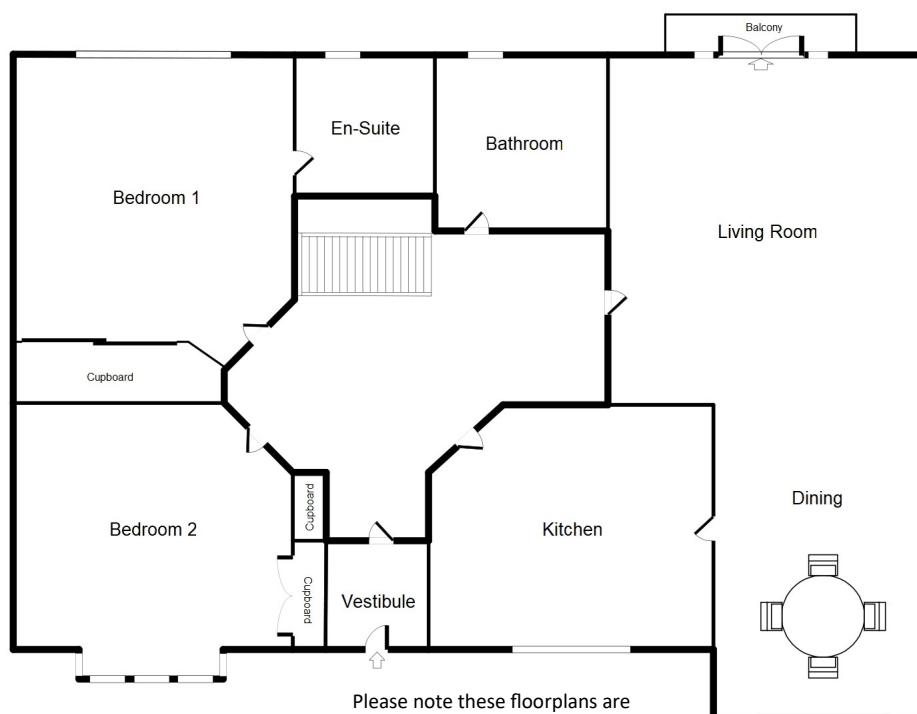 Balcony
En-Suite
Bathroom
Bedroom 1
Living Room
Cupboard
Cupboard
Dining
Bedroom 2
Kitchen
Cupboard
Vestibule
Please note these floorplans are